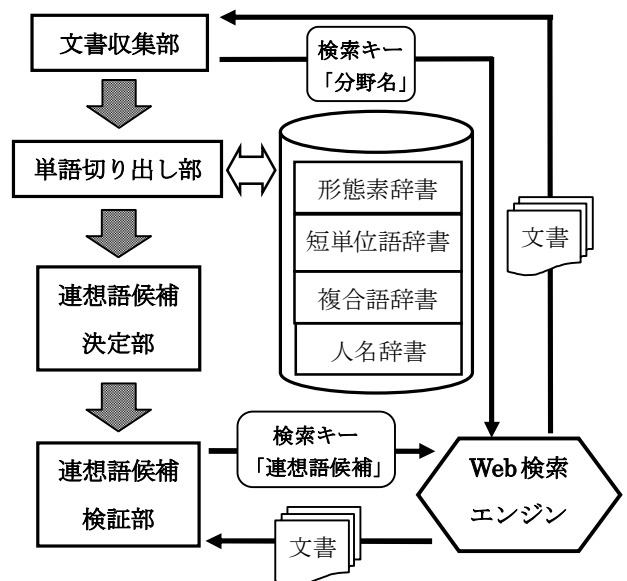 文書収集部
検索キー
「分野名」
単語切り出し部
形態素辞書
短単位語辞書
複合語辞書
人名辞書
文書
連想語候補
決定部
検索キー
「連想語候補」
連想語候補
検証部
Web検索
エンジン
文書